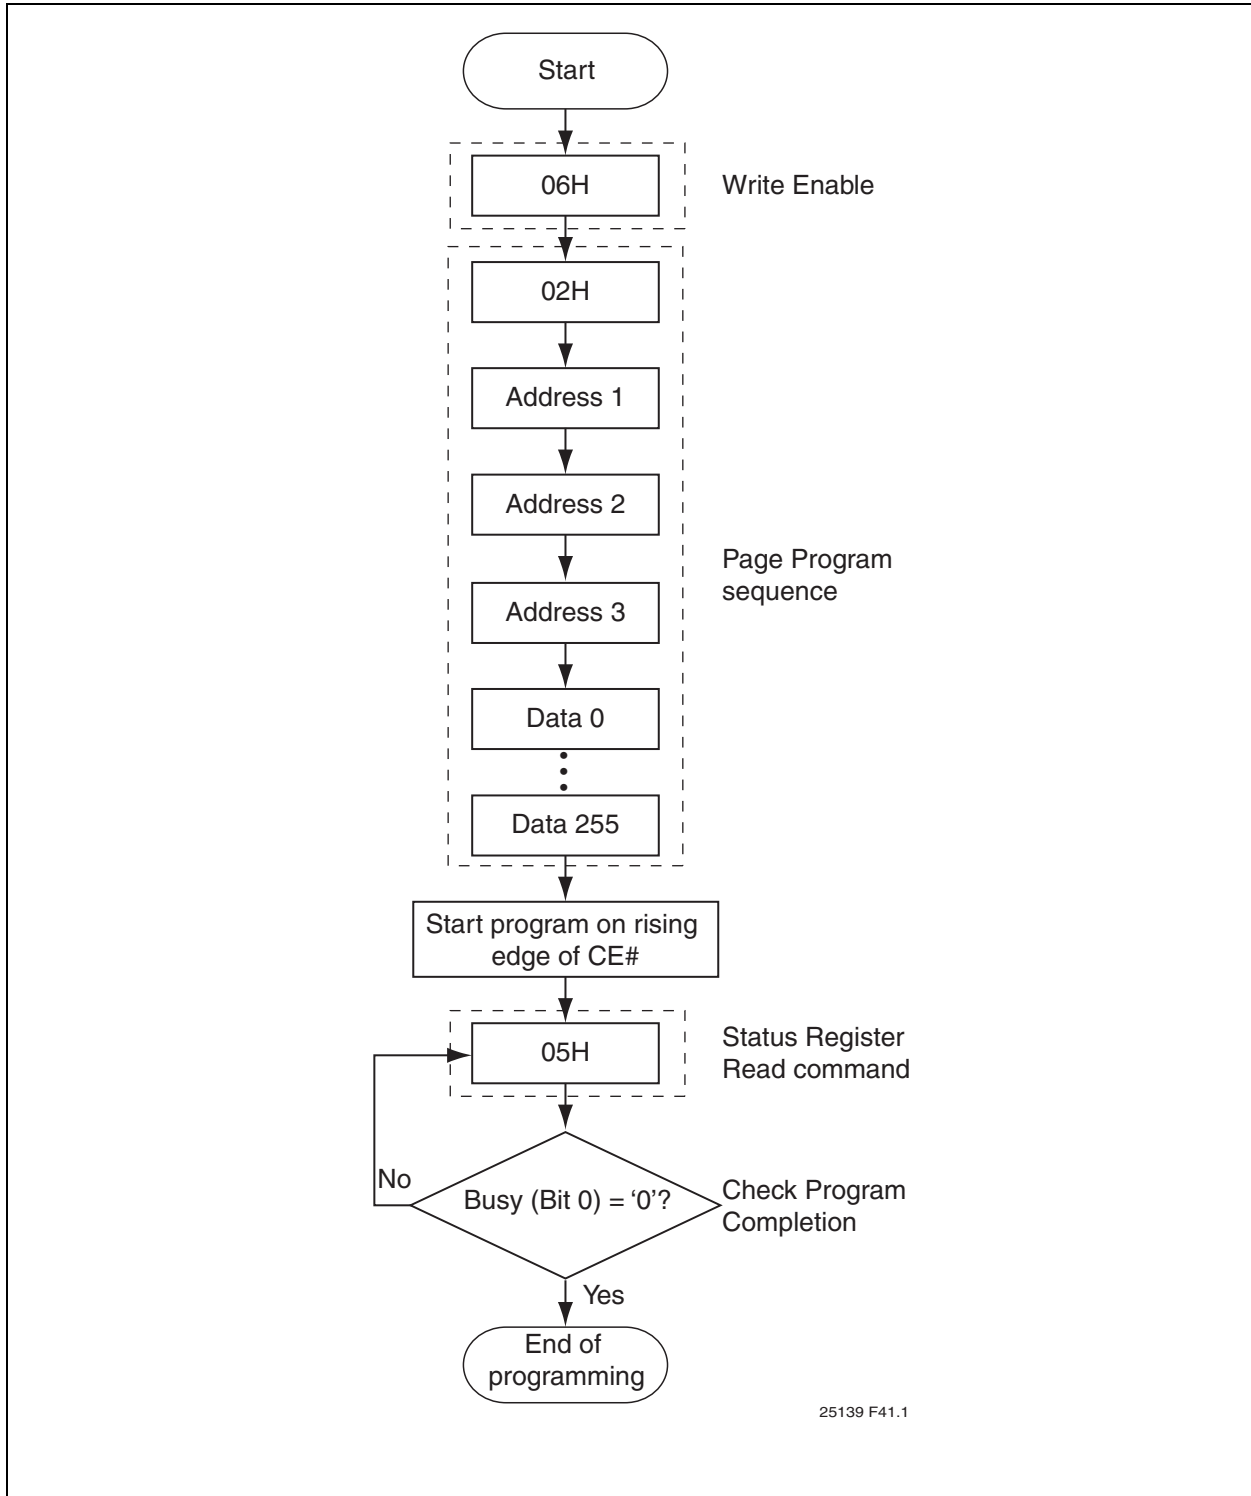 Start
06H
Write Enable
02H
Address 1
Address 2
Address 3
Page Program
sequence
Data 0
Data 255
Start program on rising
edge of CE#
05H
Status Register
Read command
No
Busy (Bit 0) = ‘0’?
Check Program
Completion
Yes
End of
programming
25139 F41.1